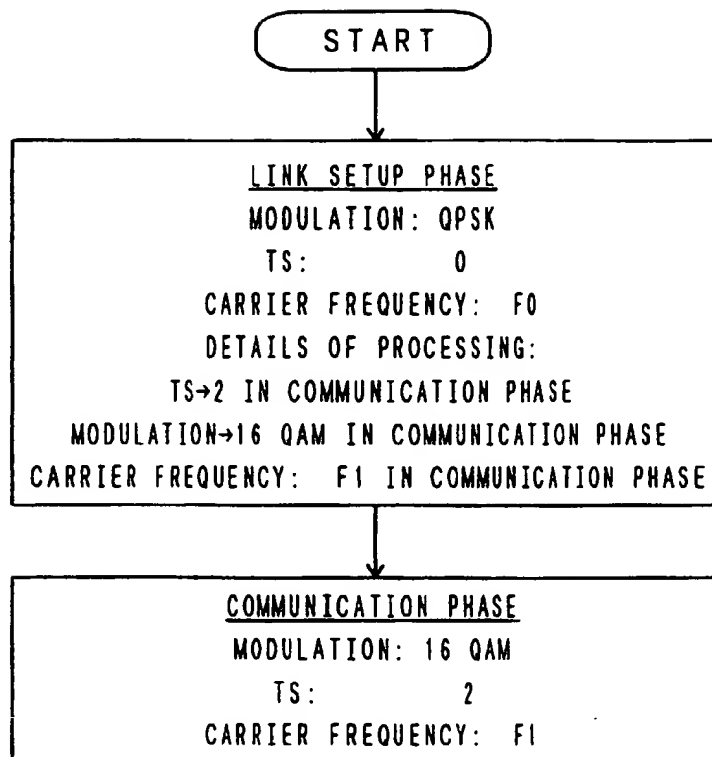 START
LINK SETUP PHASE
MODULATION: QPSK
TS: 0
CARRIER FREQUENCY: F0
DETAILS OF PROCESSING:
TS→2 IN COMMUNICATION PHASE
MODULATION→16 QAM IN COMMUNICATION PHASE
CARRIER FREQUENCY: F1 IN COMMUNICATION PHASE
COMMUNICATION PHASE
MODULATION: 16 QAM
TS: 2
CARRIER FREQUENCY: F1